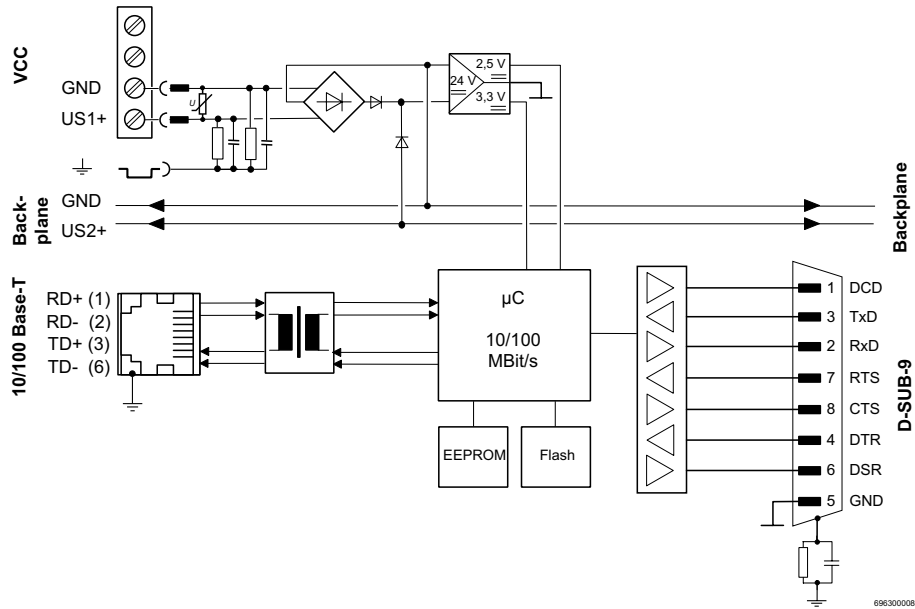 VCC
GND
US1+
U
2,5 V
24 V
3,3 V
Back-
plane
GND
US2+
Backplane
10/100 Base-T
RD+ (1)
RD- (2)
TD+ (3)
TD- (6)
µC
10/100
MBit/s
EEPROM
Flash
1 DCD
3 TxD
2 RxD
7 RTS
8 CTS
4 DTR
6 DSR
5 GND
D-SUB-9
696300008